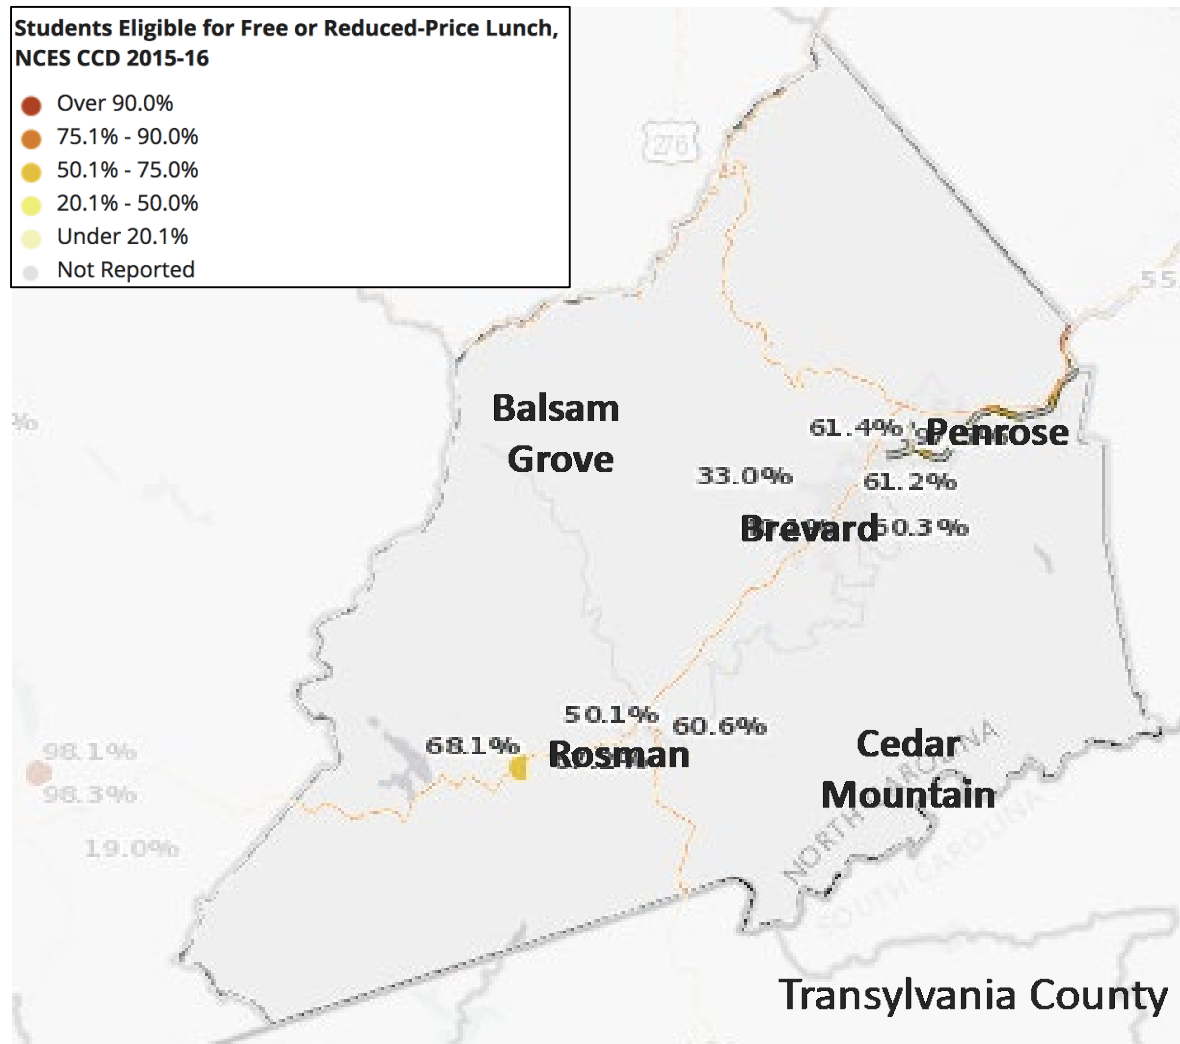 Students Eligible for Free or Reduced-Price Lunch,
NCES CCD 2015-16
Over 90.0%
75.1% - 90.0%
50.1% - 75.0%
20.1% - 50.0%
Under 20.1%
Not Reported
276
55
%
Balsam
Grove
61.4%
Penrose
33.0%
61.2%
Brevard
50.3%
50.1%
60.6%
68.1%
Rosman
Cedar
Mountain
98.1%
98.3%
19.0%
NORTH CAROLINA
SOUTH CAROLINA
Transylvania County